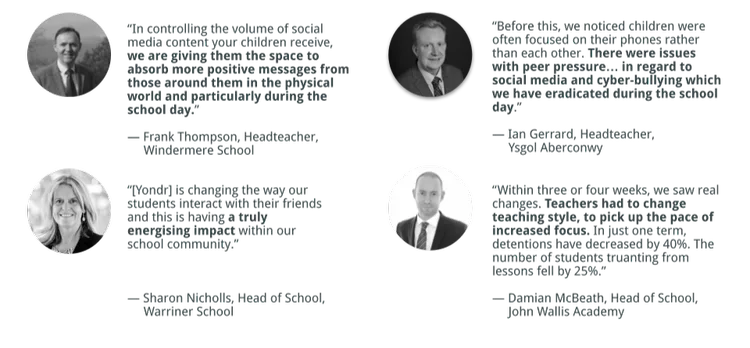 “In controlling the volume of social
media content your children receive,
we are giving them the space to
absorb more positive messages from
those around them in the physical
world and particularly during the
school day.”
— Frank Thompson, Headteacher,
Windermere School
“Before this, we noticed children were
often focused on their phones rather
than each other. There were issues
with peer pressure... in regard to
social media and cyber-bullying which
we have eradicated during the school
day.”
— Ian Gerrard, Headteacher,
Ysgol Aberconwy
“[Yondr] is changing the way our
students interact with their friends
and this is having a truly
energising impact within our
school community.”
— Sharon Nicholls, Head of School,
Warriner School
“Within three or four weeks, we saw real
changes. Teachers had to change
teaching style, to pick up the pace of
increased focus. In just one term,
detentions have decreased by 40%. The
number of students truanting from
lessons fell by 25%.”
— Damian McBeath, Head of School,
John Wallis Academy